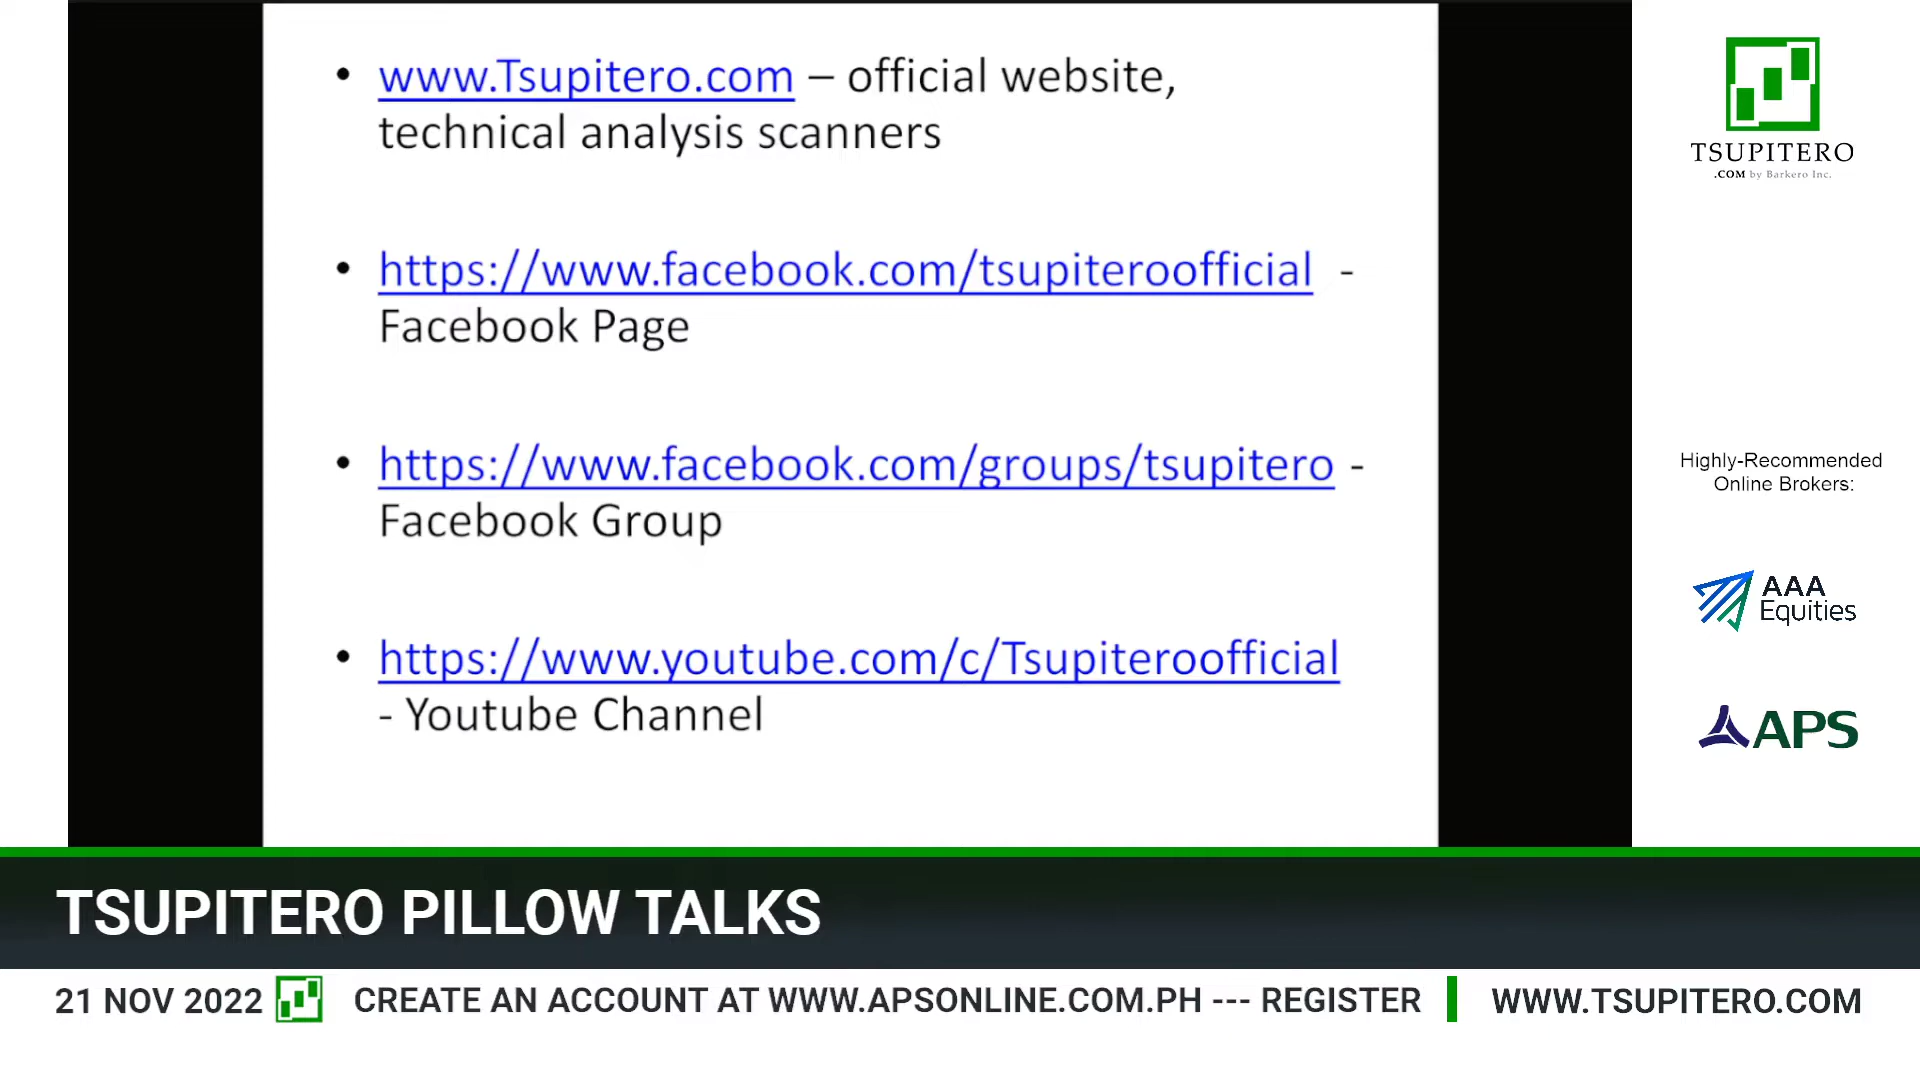 • www.Tsupitero.com – official website,
technical analysis scanners
• https://www.facebook.com/tsupiteroofficial -
Facebook Page
• https://www.facebook.com/groups/tsupitero -
Facebook Group
• https://www.youtube.com/c/Tsupiteroofficial
- Youtube Channel
TSUPITERO
.COM by Barkero Inc.
Highly-Recommended
Online Brokers:
AAA
Equities
APS
TSUPITERO PILLOW TALKS
21 NOV 2022
CREATE AN ACCOUNT AT WWW.APSONLINE.COM.PH --- REGISTER
WWW.TSUPITERO.COM